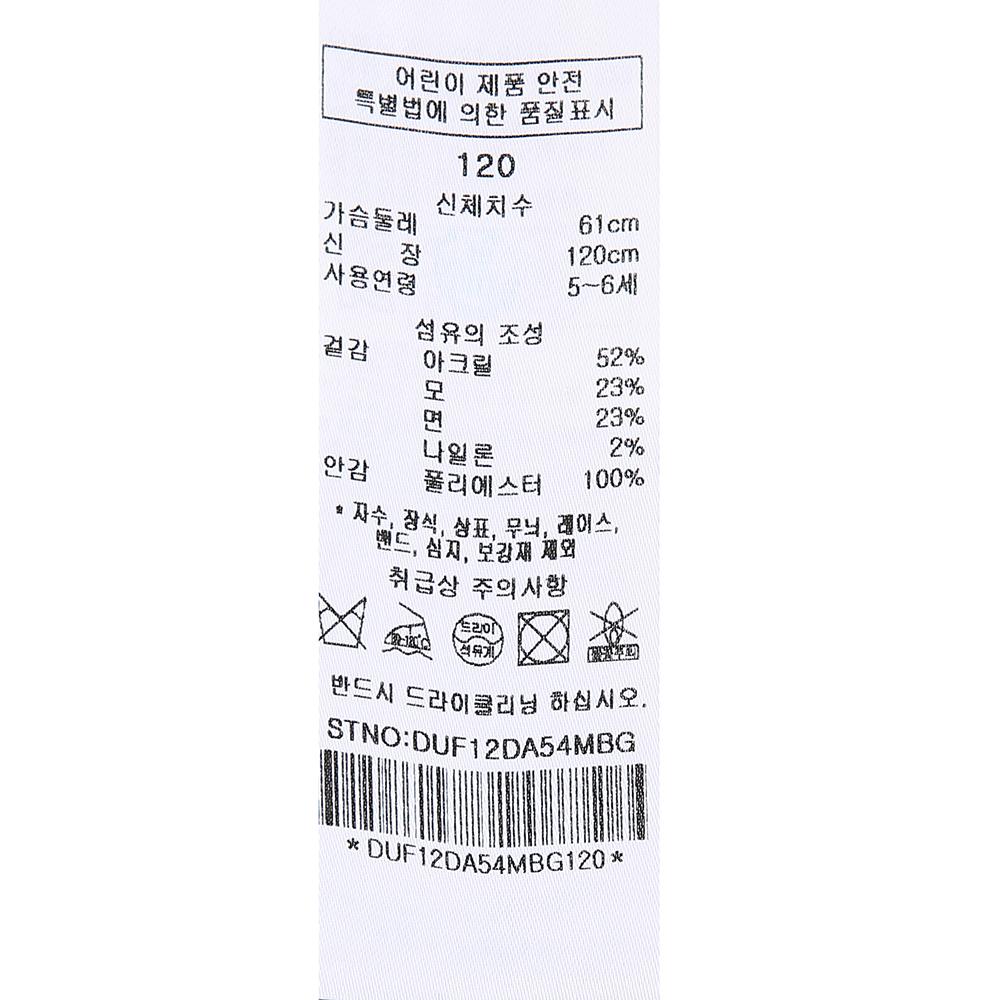 어린이 제품 안전
특별법에 의한 품질표시
120
신체치수
가슴둘레 61cm
신 장 120cm
사용연령 5~6세
섬유의 조성
겉감 아크릴 52%
모 23%
면 23%
나일론 2%
안감 폴리에스터 100%
* 자수, 장식, 상표, 무늬, 레이스,
밴드, 심지, 보강재 제외
취급상 주의사항
드라이
석유계
반드시 드라이클리닝 하십시오.
STNO:DUF12DA54MBG
*DUF12DA54MBG120*